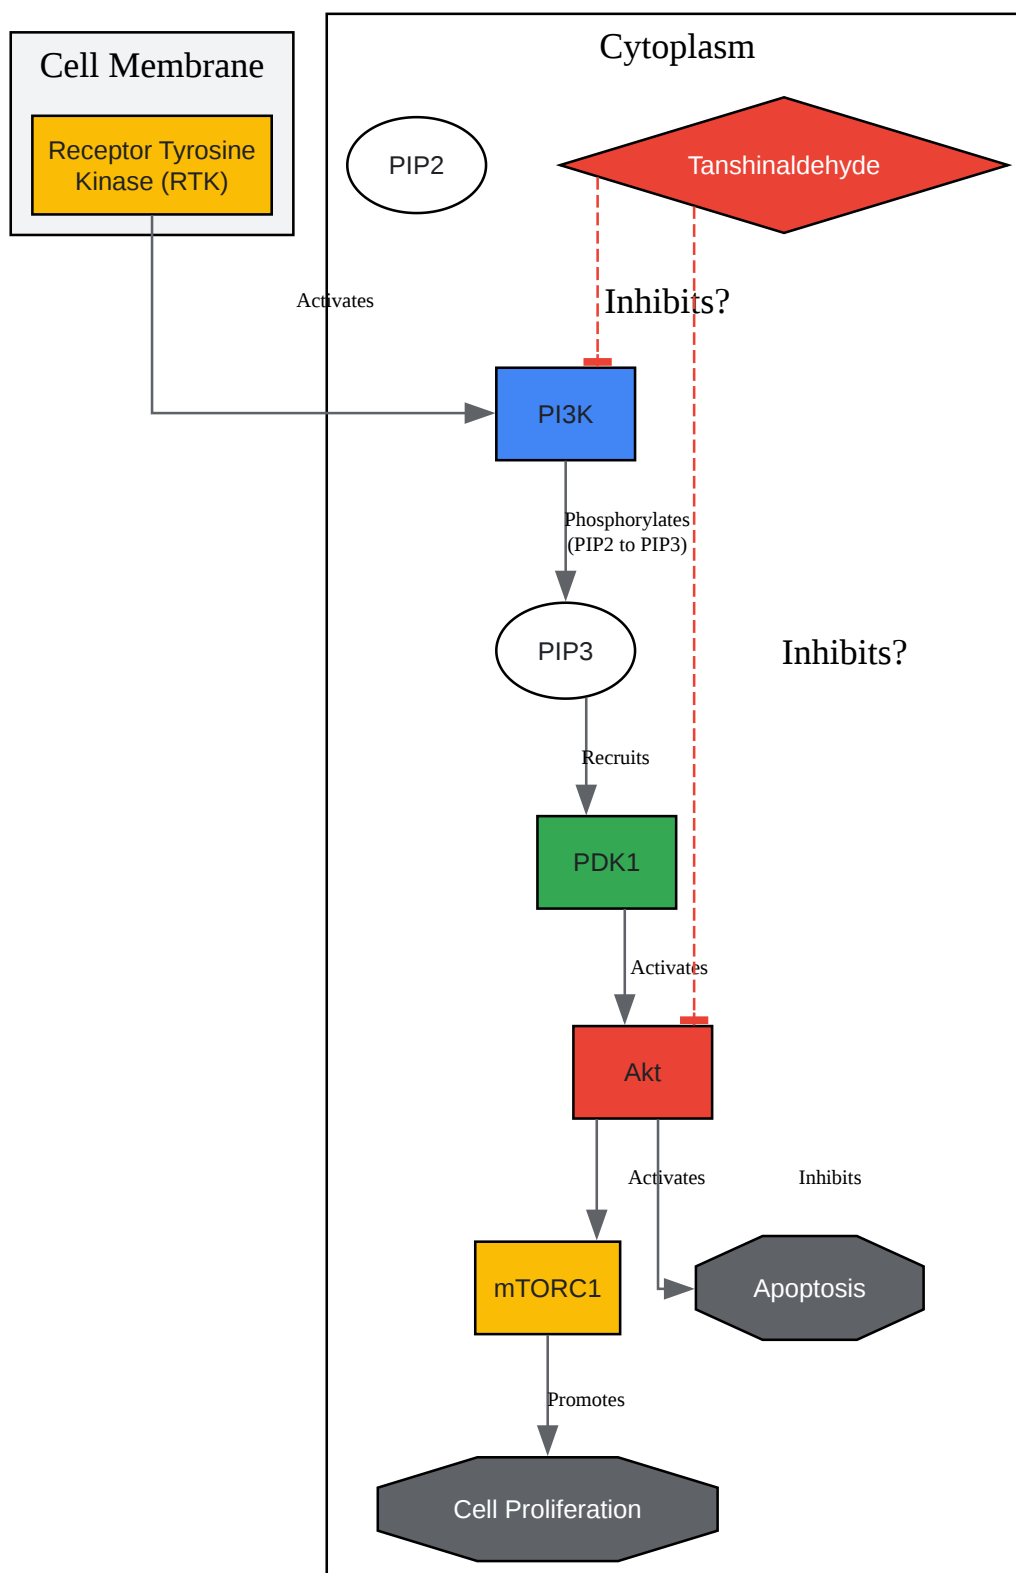 Cell Membrane
Receptor Tyrosine
Kinase (RTK)
Cytoplasm
PIP2
Tanshinaldehyde
Activates
Inhibits?
PI3K
Phosphorylates
(PIP2 to PIP3)
PIP3
Inhibits?
Recruits
PDK1
Activates
Akt
Activates
Inhibits
mTORC1
Apoptosis
Promotes
Cell Proliferation